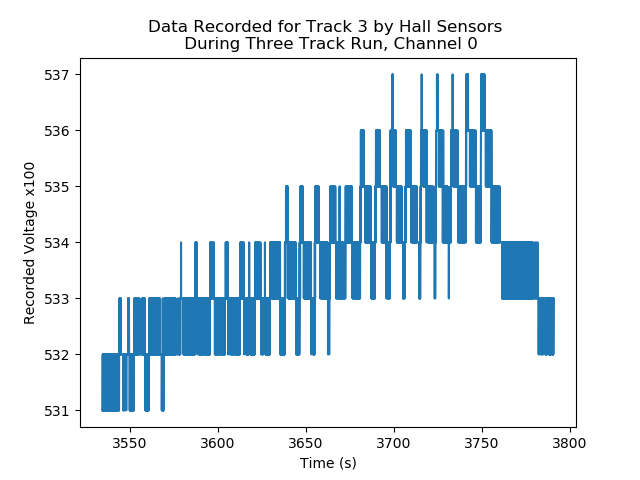 Data Recorded for Track 3 by Hall Sensors
During Three Track Run, Channel 0
537
536
535
534
533
532
531
Recorded Voltage x100
3550 3600 3650 3700 3750 3800
Time (s)